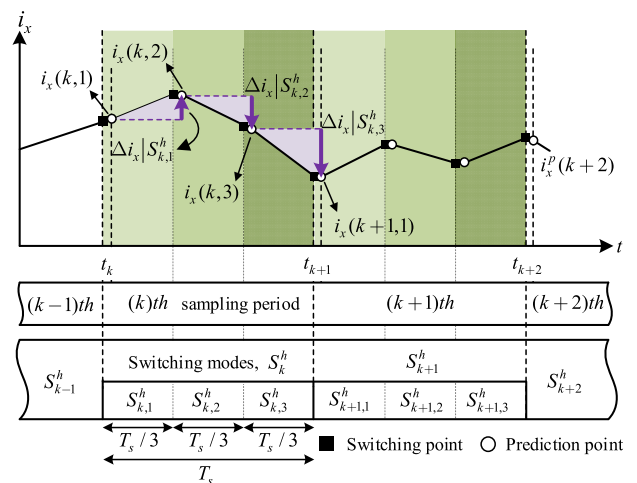 i_x
i_x(k,2)
i_x(k,1)
Δi_x|S^h_{k,2}
Δi_x|S^h_{k,1}
Δi_x|S^h_{k,3}
i_x(k,3)
i_x(k+1,1)
i^p_x(k+2)
t
t_k
t_{k+1}
t_{k+2}
(k−1)th (k)th sampling period (k+1)th (k+2)th
Switching modes, S^h_k S^h_{k+1}
S^h_{k−1} S^h_{k+2}
S^h_{k,1} S^h_{k,2} S^h_{k,3} S^h_{k+1,1} S^h_{k+1,2} S^h_{k+1,3}
T_s/3 T_s/3 T_s/3 Switching point Prediction point
T_s